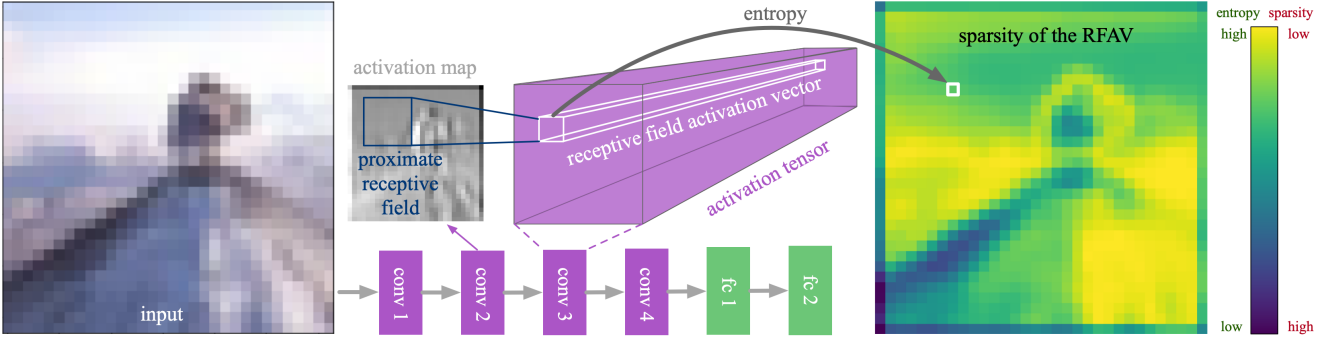 input
activation map
proximate
receptive
field
entropy
receptive field activation vector
activation tensor
conv 1
conv 2
conv 3
conv 4
fc 1
fc 2
sparsity of the RFAV
entropy sparsity
high low
low high